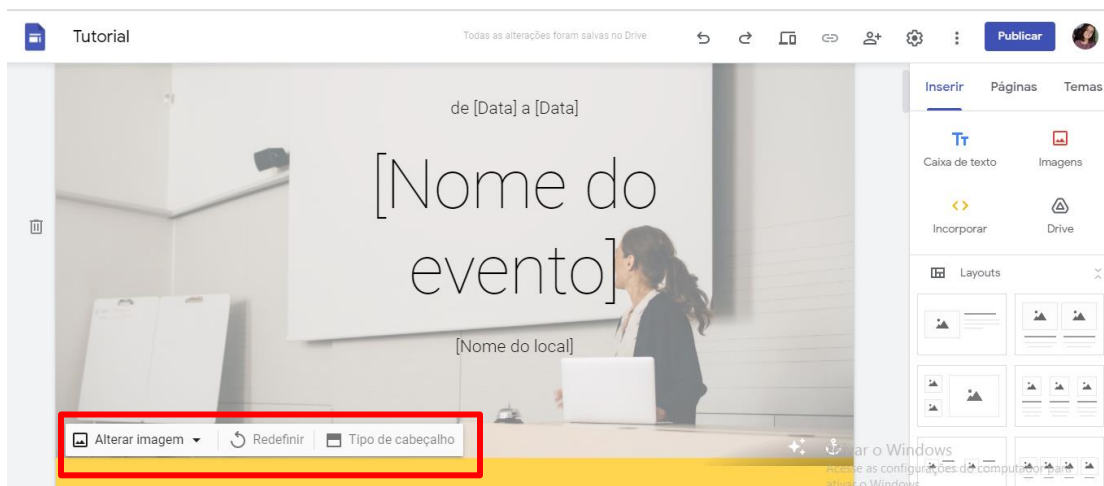 Tutorial
Todas as alterações foram salvas no Drive
Publicar
Inserir Páginas Temas
de [Data] a [Data]
[Nome do
evento]
[Nome do local]
Tт Caixa de texto
Imagens
Incorporar
Drive
Layouts
Alterar imagem
Redefinir
Tipo de cabeçalho
var o Windows
Acesse as configurações do computador para
ativar o Windows